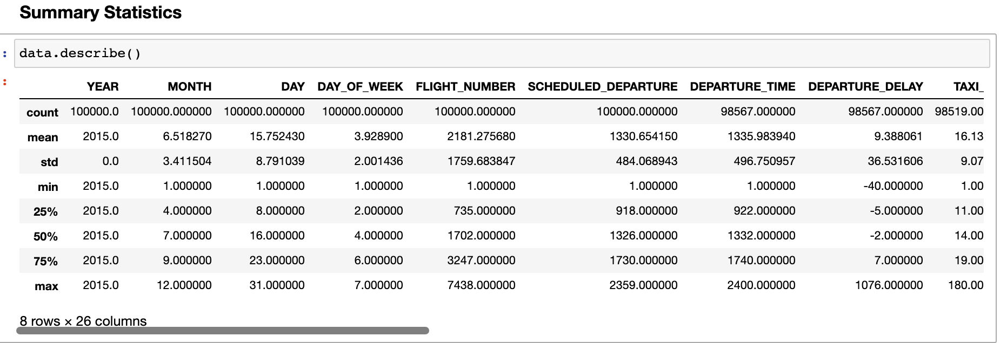 Summary Statistics
: data.describe()
:
YEAR MONTH DAY DAY_OF_WEEK FLIGHT_NUMBER SCHEDULED_DEPARTURE DEPARTURE_TIME DEPARTURE_DELAY TAXI_
count 100000.0 100000.000000 100000.000000 100000.000000 100000.000000 100000.000000 98567.000000 98567.000000 98519.00
mean 2015.0 6.518270 15.752430 3.928900 2181.275680 1330.654150 1335.983940 9.388061 16.13
std 0.0 3.411504 8.791039 2.001436 1759.683847 484.068943 496.750957 36.531606 9.07
min 2015.0 1.000000 1.000000 1.000000 1.000000 1.000000 1.000000 -40.000000 1.00
25% 2015.0 4.000000 8.000000 2.000000 735.000000 918.000000 922.000000 -5.000000 11.00
50% 2015.0 7.000000 16.000000 4.000000 1702.000000 1326.000000 1332.000000 -2.000000 14.00
75% 2015.0 9.000000 23.000000 6.000000 3247.000000 1730.000000 1740.000000 7.000000 19.00
max 2015.0 12.000000 31.000000 7.000000 7438.000000 2359.000000 2400.000000 1076.000000 180.00
8 rows × 26 columns